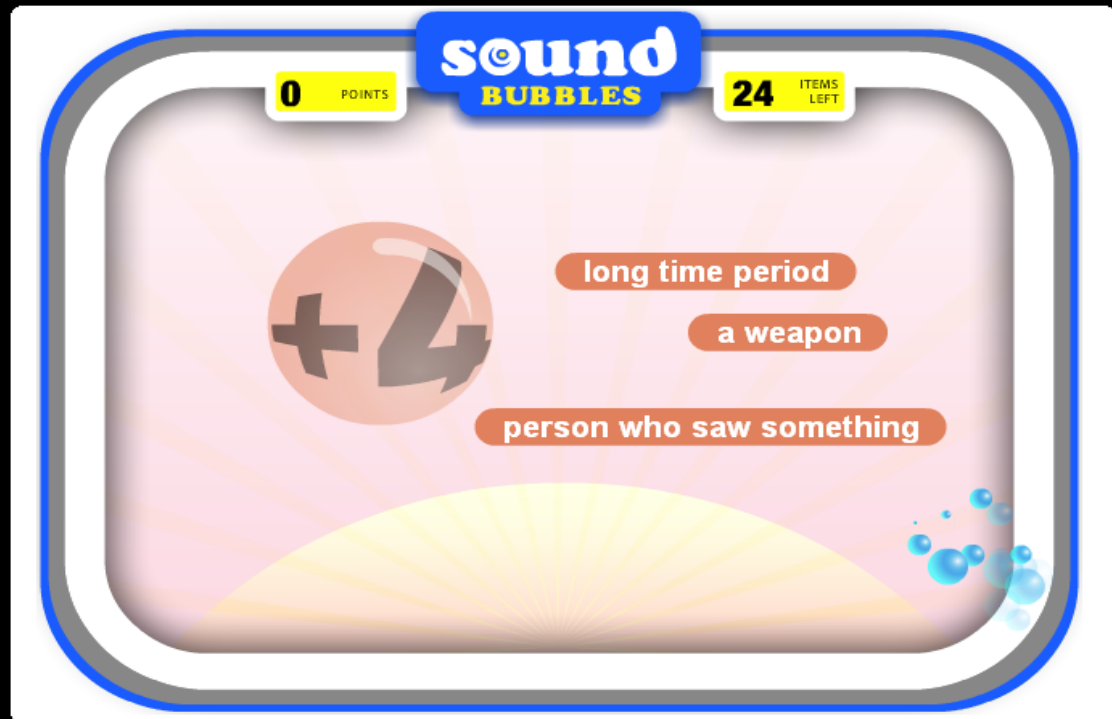 sound
BUBBLES
0 POINTS
24 ITEMS
LEFT
+4
long time period
a weapon
person who saw something